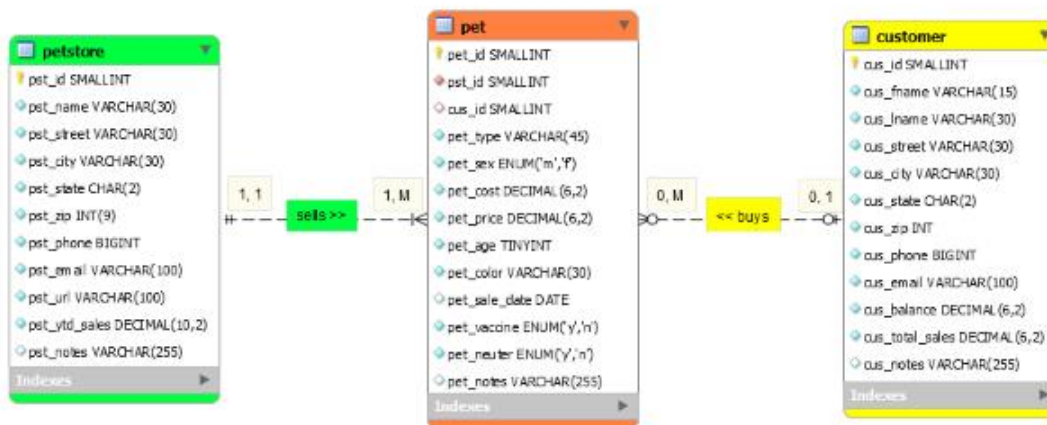 petstore
pst_id SMALLINT
pst_name VARCHAR(30)
pst_street VARCHAR(30)
pst_city VARCHAR(30)
pst_state CHAR(2)
pst_zip INT(9)
pst_phone BIGINT
pst_email VARCHAR(100)
pst_url VARCHAR(100)
pst_ytd_sales DECIMAL(10,2)
pst_notes VARCHAR(255)
Indexes
1, 1
sells >>
1, M
pet
pet_id SMALLINT
pst_id SMALLINT
cus_id SMALLINT
pet_type VARCHAR(45)
pet_sex ENUM('m','f')
pet_cost DECIMAL(6,2)
pet_price DECIMAL(6,2)
pet_age TINYINT
pet_color VARCHAR(30)
pet_sale_date DATE
pet_vaccine ENUM('y','n')
pet_neuter ENUM('y','n')
pet_notes VARCHAR(255)
Indexes
0, M
<< buys
0, 1
customer
cus_id SMALLINT
cus_fname VARCHAR(15)
cus_lname VARCHAR(30)
cus_street VARCHAR(30)
cus_city VARCHAR(30)
cus_state CHAR(2)
cus_zip INT
cus_phone BIGINT
cus_email VARCHAR(100)
cus_balance DECIMAL(6,2)
cus_total_sales DECIMAL(6,2)
cus_notes VARCHAR(255)
Indexes